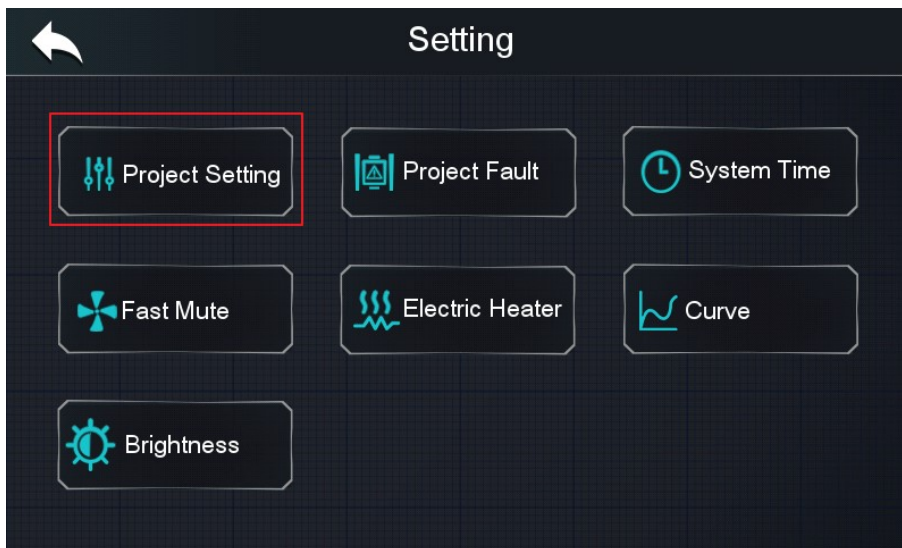 Setting
Project Setting
Project Fault
System Time
Fast Mute
Electric Heater
Curve
Brightness